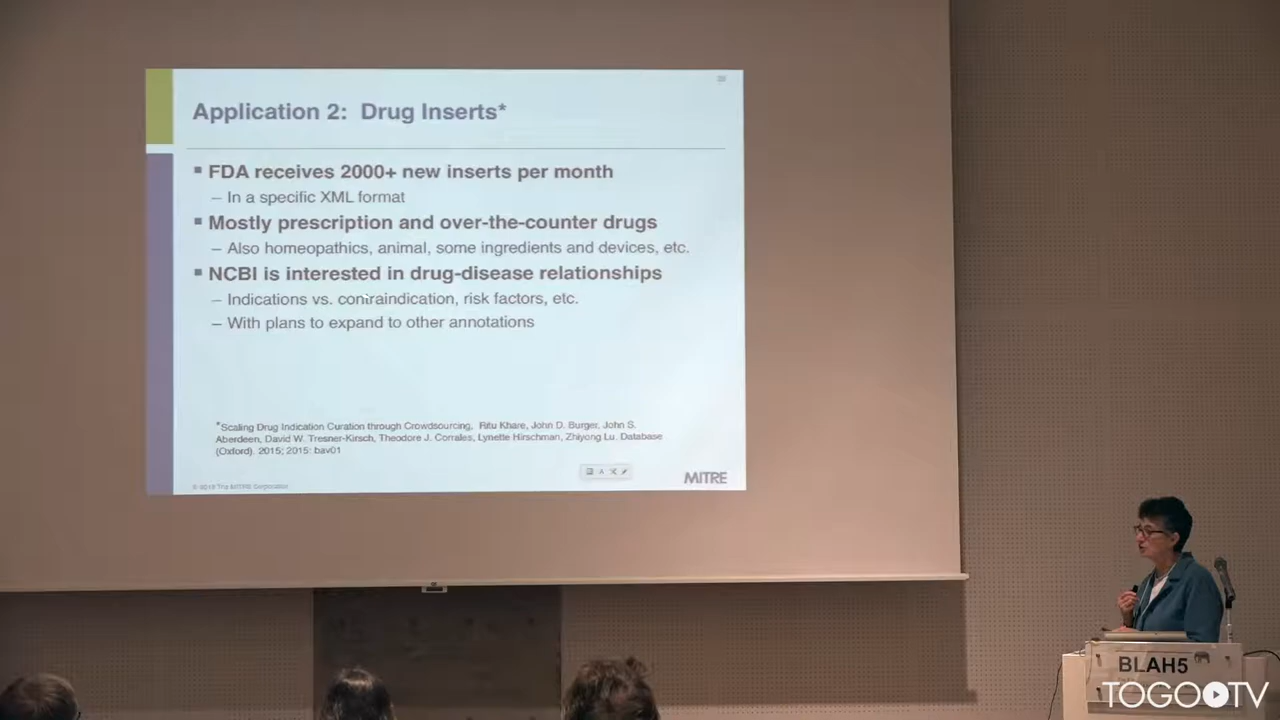 Application 2: Drug Inserts*
▪ FDA receives 2000+ new inserts per month
– In a specific XML format
▪ Mostly prescription and over-the-counter drugs
– Also homeopathics, animal, some ingredients and devices, etc.
▪ NCBI is interested in drug-disease relationships
– Indications vs. contraindication, risk factors, etc.
– With plans to expand to other annotations
*Scaling Drug Indication Curation through Crowdsourcing. Ritu Khare, John D. Burger, John S.
Aberdeen, David W. Tresner-Kirsch, Theodore J. Corrales, Lynette Hirschman, Zhiyong Lu. Database
(Oxford). 2015; 2015: bav01
MITRE
The MITRE Corporation
BLAH5
TOGOTV